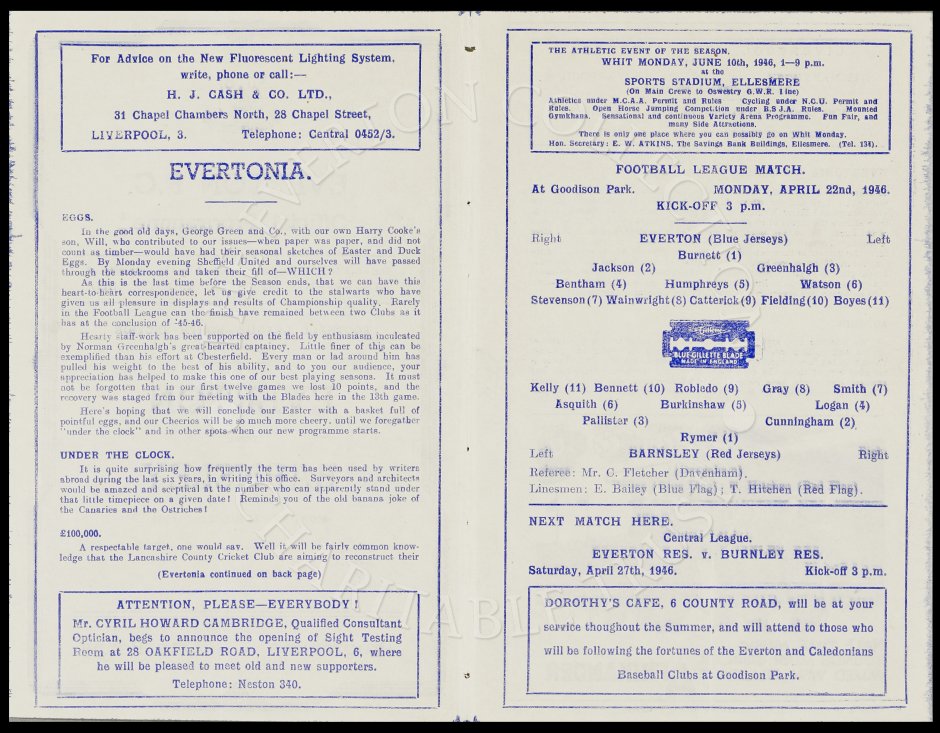 For Advice on the New Fluorescent Lighting System,
write, phone or call:—
H. J. CASH & CO. LTD.,
31 Chapel Chambers North, 28 Chapel Street,
LIVERPOOL, 3. Telephone: Central 0452/3.
EVERTONIA.
EGGS.
In the good old days, George Green and Co., with our own Harry Cooke's
son, Will, who contributed to our issues—when paper was paper, and did not
count as timber—would have had their seasonal sketches of Easter and Duck
Eggs. By Monday evening Sheffield United and ourselves will have passed
through the stockrooms and taken their fill of—WHICH?
As this is the last time before the Season ends, that we can have this
heart-to-heart correspondence, let us give credit to the stalwarts who have
given us all pleasure in displays and results of Championship quality. Rarely
in the Football League can the finish have remained between two Clubs as it
has at the conclusion of '45-46.
Hearty staff-work has been supported on the field by enthusiasm inculcated
by Norman Greenhalgh's great-hearted captaincy. Little finer of this can be
exemplified than his effort at Chesterfield. Every man or lad around him has
pulled his weight to the best of his ability, and to you our audience, your
appreciation has helped to make this one of our best playing seasons. It must
not be forgotten that in our first twelve games we lost 10 points, and the
recovery was staged from our meeting with the Blades here in the 13th game.
Here's hoping that we will conclude our Easter with a basket full of
pointful eggs, and our Cheerios will be so much more cheery, until we foregather
"under the clock" and in other spots when our new programme starts.
UNDER THE CLOCK.
It is quite surprising how frequently the term has been used by writers
abroad during the last six years, in writing this office. Surveyors and architects
would be amazed and sceptical at the number who can apparently stand under
that little timepiece on a given date! Reminds you of the old banana joke of
the Canaries and the Ostriches!
£100,000.
A respectable target, one would say. Well it will be fairly common know-
ledge that the Lancashire County Cricket Club are aiming to reconstruct their
(Evertonia continued on back page)
ATTENTION, PLEASE—EVERYBODY!
Mr. CYRIL HOWARD CAMBRIDGE, Qualified Consultant
Optician, begs to announce the opening of Sight Testing
Room at 28 OAKFIELD ROAD, LIVERPOOL, 6, where
he will be pleased to meet old and new supporters.
Telephone: Neston 340.
THE ATHLETIC EVENT OF THE SEASON.
WHIT MONDAY, JUNE 10th, 1946, 1—9 p.m.
at the
SPORTS STADIUM, ELLESMERE
(On Main Crewe to Oswestry G.W.R. Line)
Athletics under M.C.A.A. Permit and Rules Cycling under N.C.U. Permit and
Rules. Open Horse Jumping Competition under B.S.J.A. Rules. Mounted
Gymkhana. Sensational and continuous Variety Arena Programme. Fun Fair, and
many Side Attractions.
There is only one place where you can possibly go on Whit Monday.
Hon. Secretary: E. W. ATKINS, The Savings Bank Buildings, Ellesmere. (Tel. 134).
FOOTBALL LEAGUE MATCH.
At Goodison Park. MONDAY, APRIL 22nd, 1946.
KICK-OFF 3 p.m.
Right EVERTON (Blue Jerseys) Left
Burnett (1)
Jackson (2) Greenhalgh (3)
Bentham (4) Humphreys (5) Watson (6)
Stevenson (7) Wainwright (8) Catterick (9) Fielding (10) Boyes (11)
Gillette
BLUE GILLETTE BLADE
MADE IN ENGLAND
Kelly (11) Bennett (10) Robledo (9) Gray (8) Smith (7)
Asquith (6) Burkinshaw (5) Logan (4)
Pallister (3) Cunningham (2)
Rymer (1)
Left BARNSLEY (Red Jerseys) Right
Referee: Mr. C. Fletcher (Davenham).
Linesmen: E. Bailey (Blue Flag); T. Hitchen (Red Flag).
NEXT MATCH HERE.
Central League.
EVERTON RES. v. BURNLEY RES.
Saturday, April 27th, 1946. Kick-off 3 p.m.
DOROTHY'S CAFE, 6 COUNTY ROAD, will be at your
service thoughout the Summer, and will attend to those who
will be following the fortunes of the Everton and Caledonians
Baseball Clubs at Goodison Park.